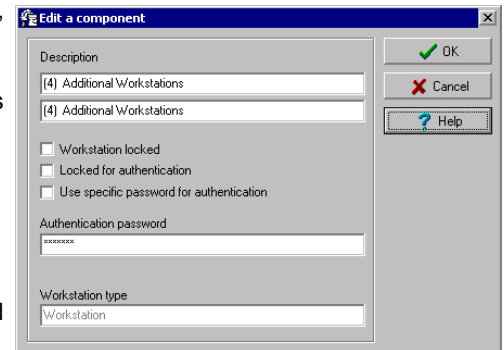 Edit a component
Description
(4) Additional Workstations
(4) Additional Workstations
Workstation locked
Locked for authentication
Use specific password for authentication
Authentication password
×××××××
Workstation type
Workstation
OK
Cancel
? Help